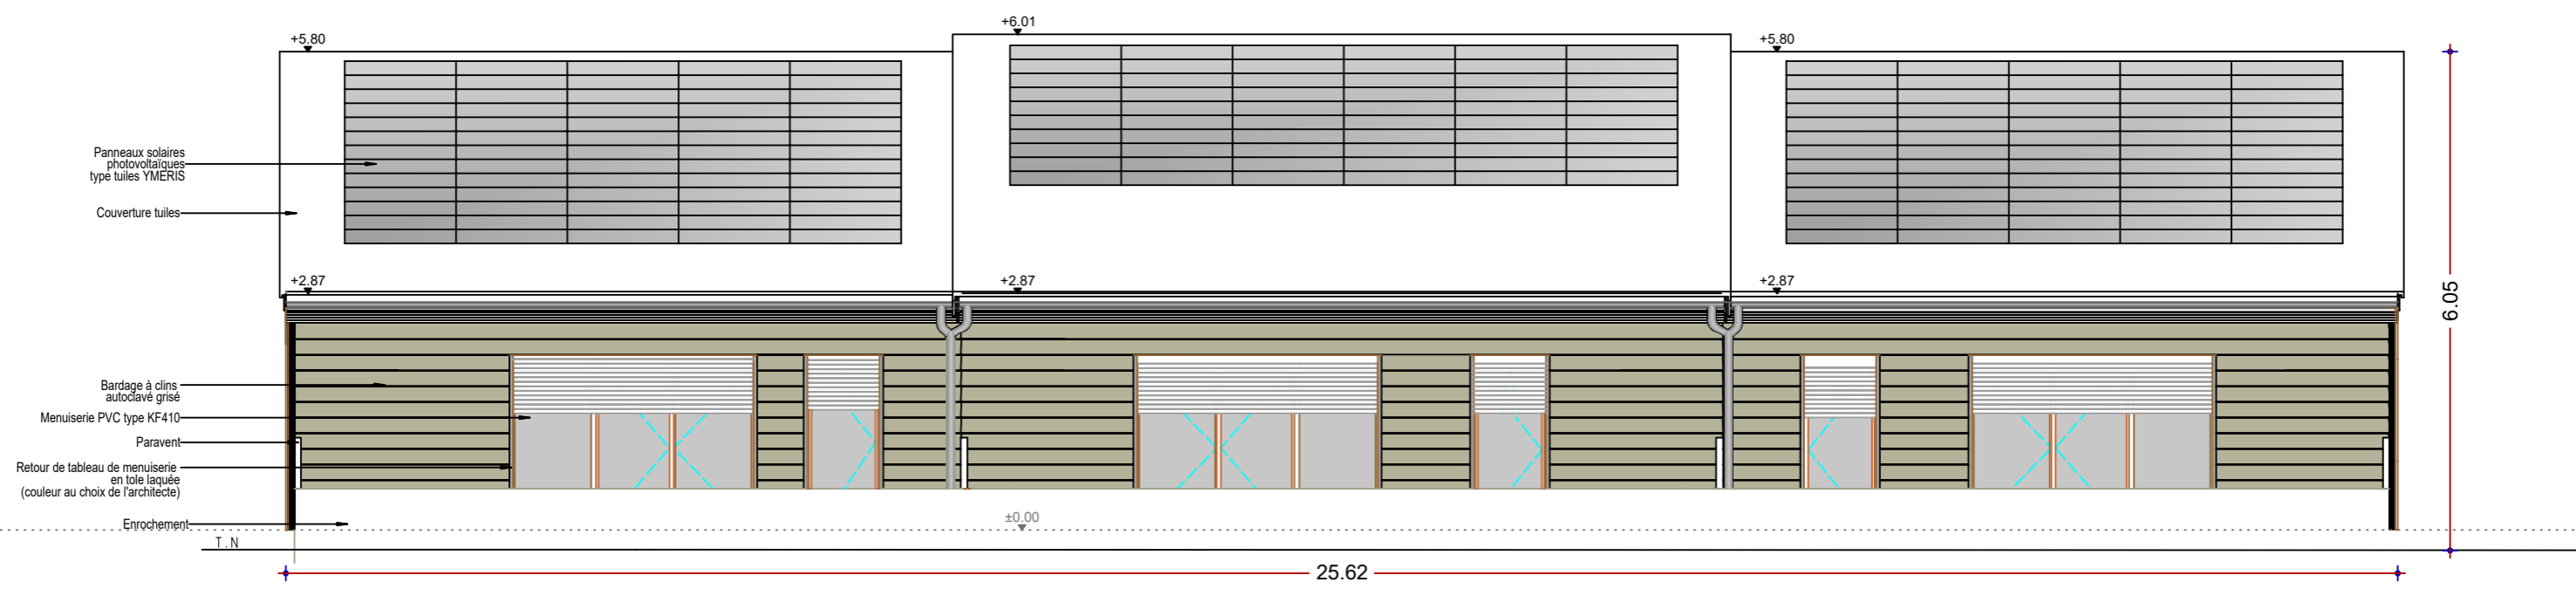 +6.01
+5.80
+5.80
Panneaux solaires
photovoltaïques
type tuiles YMERIS
Couverture tuiles
+2.87
+2.87
+2.87
6.05
Bardage à clins
autoclavé grisé
Menuiserie PVC type KF410
Paravent
Retour de tableau de menuiserie
en tole laquée
(couleur au choix de l'architecte)
Enrochement
±0.00
T.N
25.62